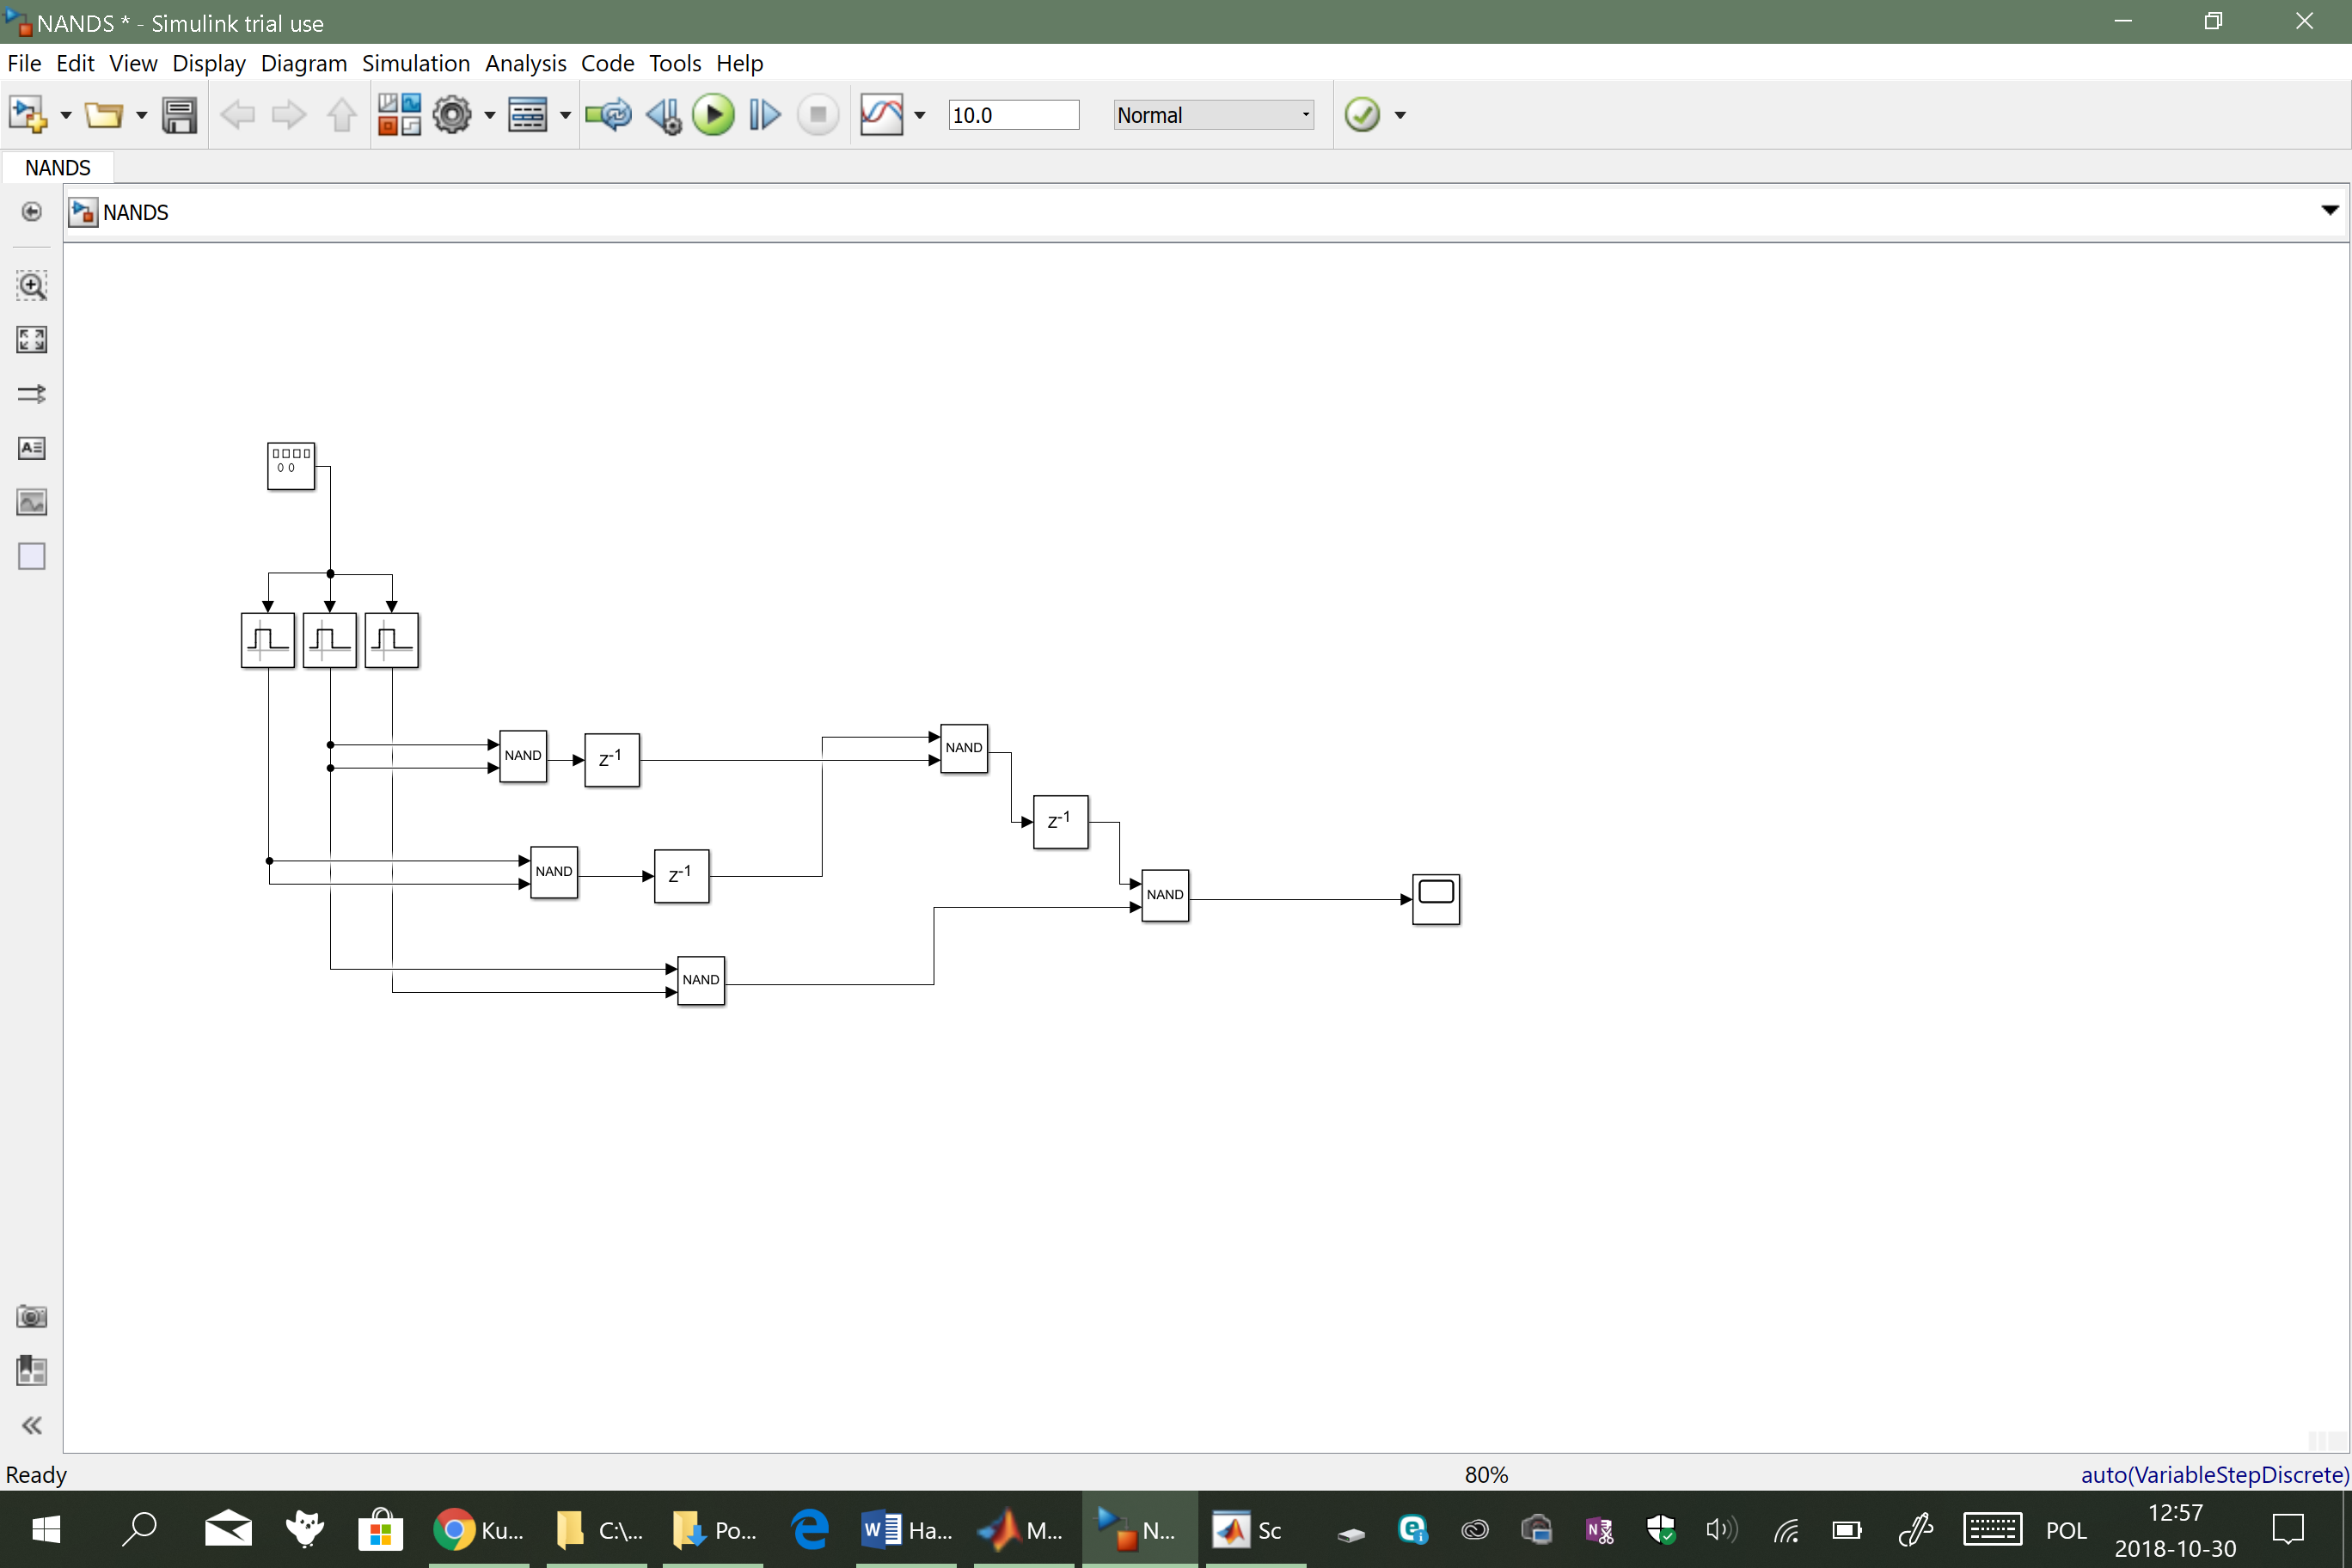 NANDS * - Simulink trial use
File Edit View Display Diagram Simulation Analysis Code Tools Help
10.0 Normal
NANDS
NANDS
NAND z-1 NAND
z-1
NAND z-1 NAND
NAND
Ready 80% auto(VariableStepDiscrete)
Ku... C:\... Po... Ha... M... N... Sc POL 12:57
2018-10-30